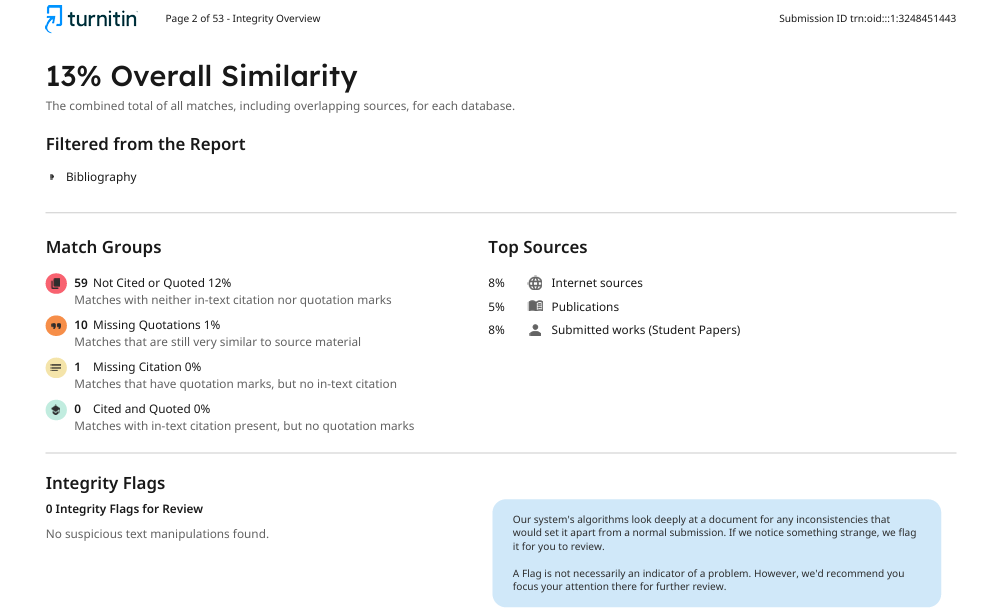 turnitin Page 2 of 53 - Integrity Overview Submission ID trn:oid:::1:3248451443
13% Overall Similarity
The combined total of all matches, including overlapping sources, for each database.
Filtered from the Report
Bibliography
Match Groups
59 Not Cited or Quoted 12%
Matches with neither in-text citation nor quotation marks
10 Missing Quotations 1%
Matches that are still very similar to source material
1 Missing Citation 0%
Matches that have quotation marks, but no in-text citation
0 Cited and Quoted 0%
Matches with in-text citation present, but no quotation marks
Top Sources
8% Internet sources
5% Publications
8% Submitted works (Student Papers)
Integrity Flags
0 Integrity Flags for Review
No suspicious text manipulations found.
Our system's algorithms look deeply at a document for any inconsistencies that
would set it apart from a normal submission. If we notice something strange, we flag
it for you to review.
A Flag is not necessarily an indicator of a problem. However, we'd recommend you
focus your attention there for further review.